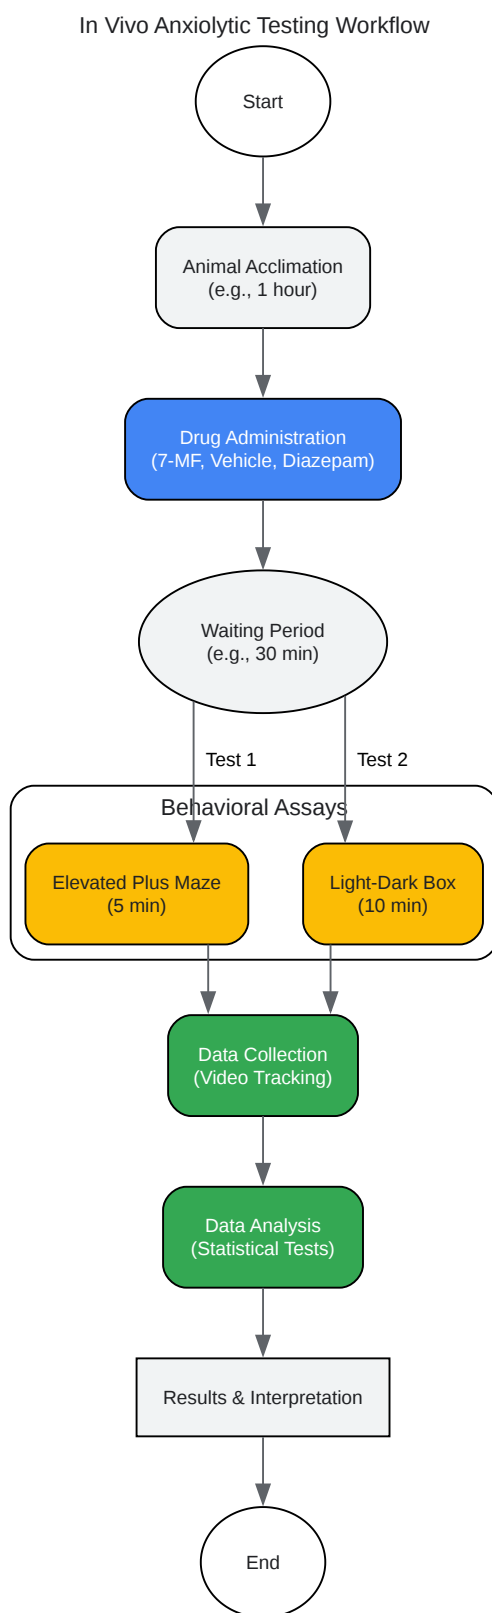 In Vivo Anxiolytic Testing Workflow
Start
Animal Acclimation
(e.g., 1 hour)
Drug Administration
(7-MF, Vehicle, Diazepam)
Waiting Period
(e.g., 30 min)
Test 1
Test 2
Behavioral Assays
Elevated Plus Maze
(5 min)
Light-Dark Box
(10 min)
Data Collection
(Video Tracking)
Data Analysis
(Statistical Tests)
Results & Interpretation
End